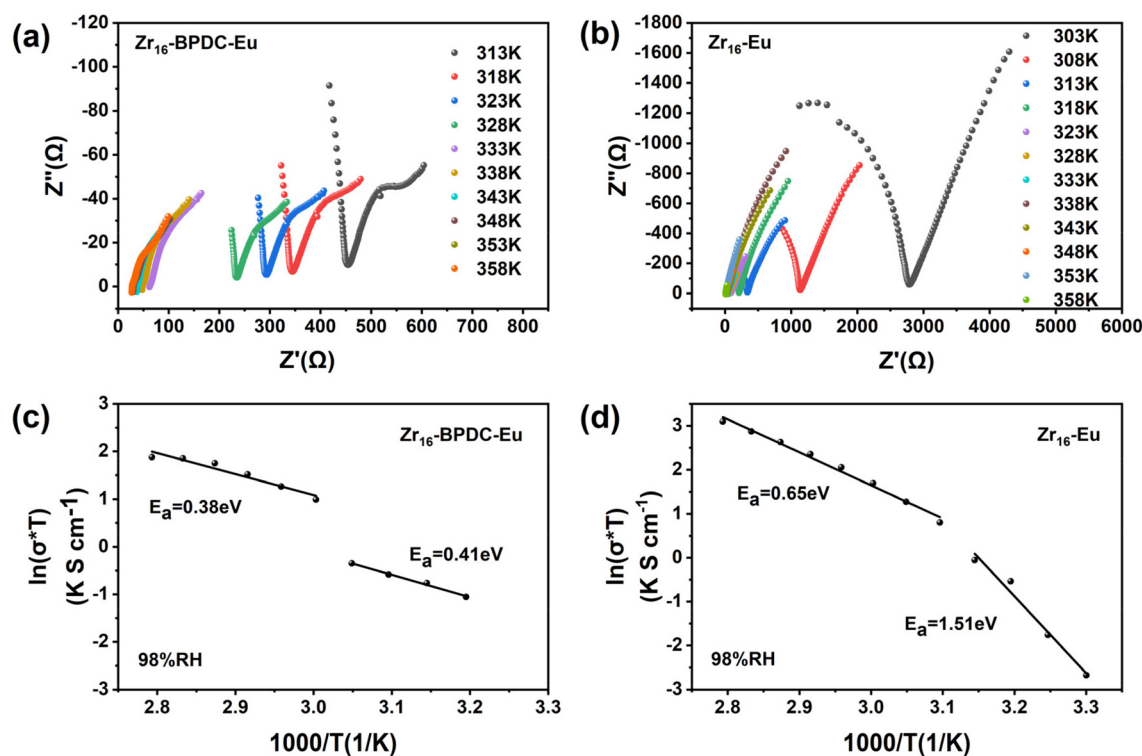 (a)
Zr₁₆-BPDC-Eu
-120
-100
-80
-60
-40
-20
0
Z''(Ω)
0 100 200 300 400 500 600 700 800
Z'(Ω)
313K
318K
323K
328K
333K
338K
343K
348K
353K
358K
(b)
Zr₁₆-Eu
-1800
-1600
-1400
-1200
-1000
-800
-600
-400
-200
0
Z''(Ω)
0 1000 2000 3000 4000 5000 6000
Z'(Ω)
303K
308K
313K
318K
323K
328K
333K
338K
343K
348K
353K
358K
(c)
Zr₁₆-BPDC-Eu
3
2
1
0
-1
-2
-3
ln(σ*T)
(K S cm⁻¹)
Eₐ=0.38eV
Eₐ=0.41eV
98%RH
2.8 2.9 3.0 3.1 3.2 3.3
1000/T(1/K)
(d)
Zr₁₆-Eu
4
3
2
1
0
-1
-2
-3
ln(σ*T)
(K S cm⁻¹)
Eₐ=0.65eV
Eₐ=1.51eV
98%RH
2.8 2.9 3.0 3.1 3.2 3.3
1000/T(1/K)